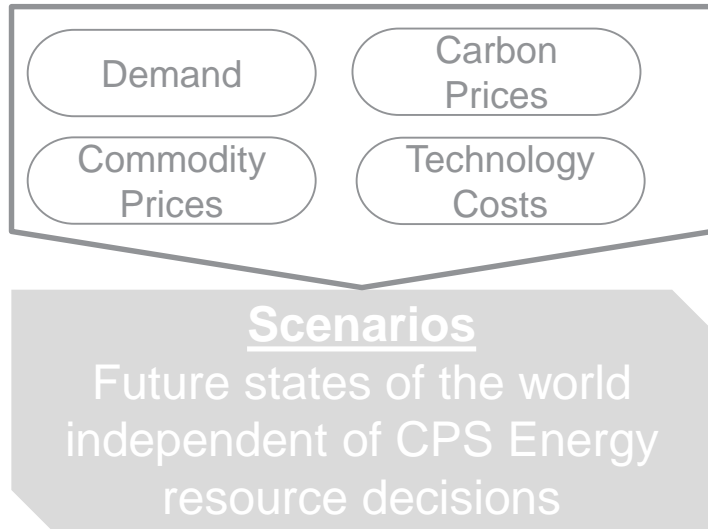 Demand
Carbon
Prices
Commodity
Prices
Technology
Costs
Scenarios
Future states of the world
independent of CPS Energy
resource decisions